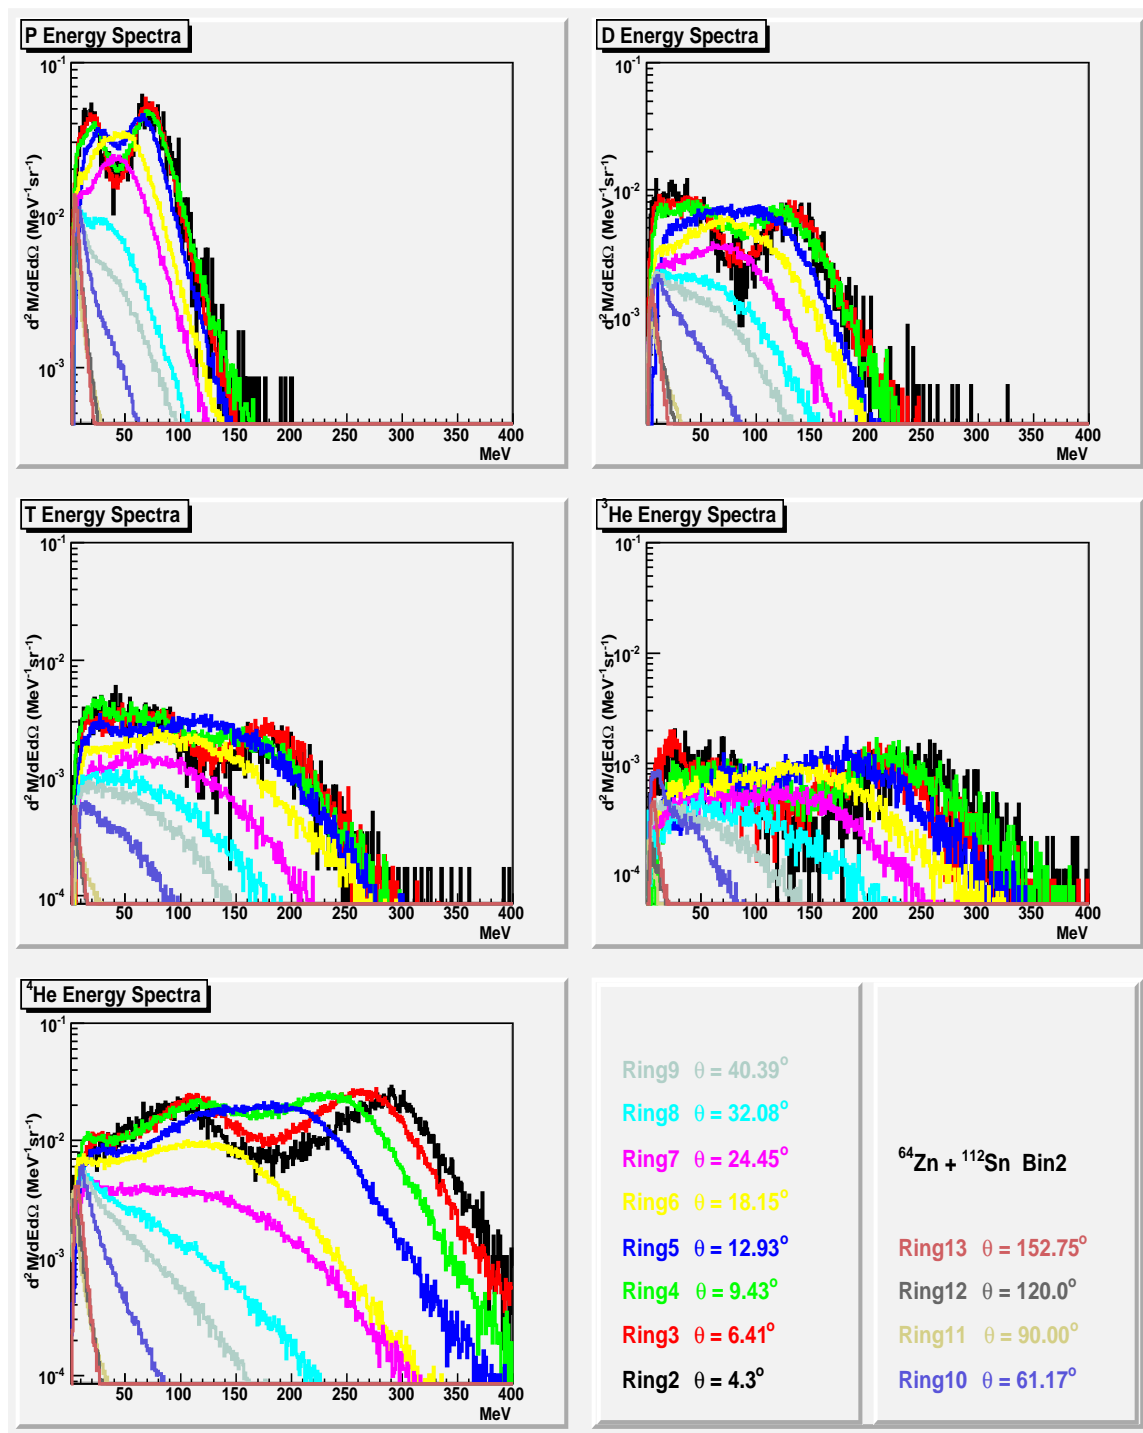 P Energy Spectra
d²M/dEdΩ (MeV⁻¹sr⁻¹)
10⁻¹
10⁻²
10⁻³
50 100 150 200 250 300 350 400
MeV
D Energy Spectra
d²M/dEdΩ (MeV⁻¹sr⁻¹)
10⁻¹
10⁻²
10⁻³
50 100 150 200 250 300 350 400
MeV
T Energy Spectra
d²M/dEdΩ (MeV⁻¹sr⁻¹)
10⁻¹
10⁻²
10⁻³
10⁻⁴
50 100 150 200 250 300 350 400
MeV
³He Energy Spectra
d²M/dEdΩ (MeV⁻¹sr⁻¹)
10⁻¹
10⁻²
10⁻³
10⁻⁴
50 100 150 200 250 300 350 400
MeV
⁴He Energy Spectra
d²M/dEdΩ (MeV⁻¹sr⁻¹)
10⁻¹
10⁻²
10⁻³
10⁻⁴
50 100 150 200 250 300 350 400
MeV
Ring9 θ = 40.39°
Ring8 θ = 32.08°
Ring7 θ = 24.45°
Ring6 θ = 18.15°
Ring5 θ = 12.93°
Ring4 θ = 9.43°
Ring3 θ = 6.41°
Ring2 θ = 4.3°
⁶⁴Zn + ¹¹²Sn Bin2
Ring13 θ = 152.75°
Ring12 θ = 120.0°
Ring11 θ = 90.00°
Ring10 θ = 61.17°